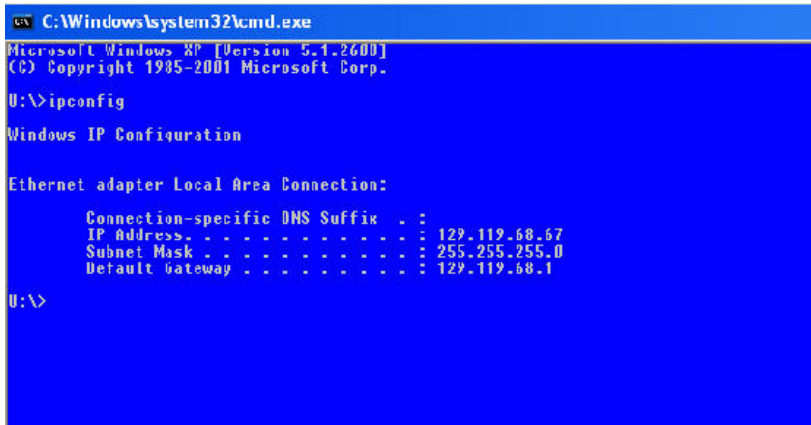 C:\Windows\system32\cmd.exe
Microsoft Windows XP [Version 5.1.2600]
(C) Copyright 1985-2001 Microsoft Corp.
U:\>ipconfig
Windows IP Configuration
Ethernet adapter Local Area Connection:
Connection-specific DNS Suffix . :
IP Address. . . . . . . . . . . . : 129.119.68.67
Subnet Mask . . . . . . . . . . . : 255.255.255.0
Default Gateway . . . . . . . . . : 129.119.68.1
U:\>